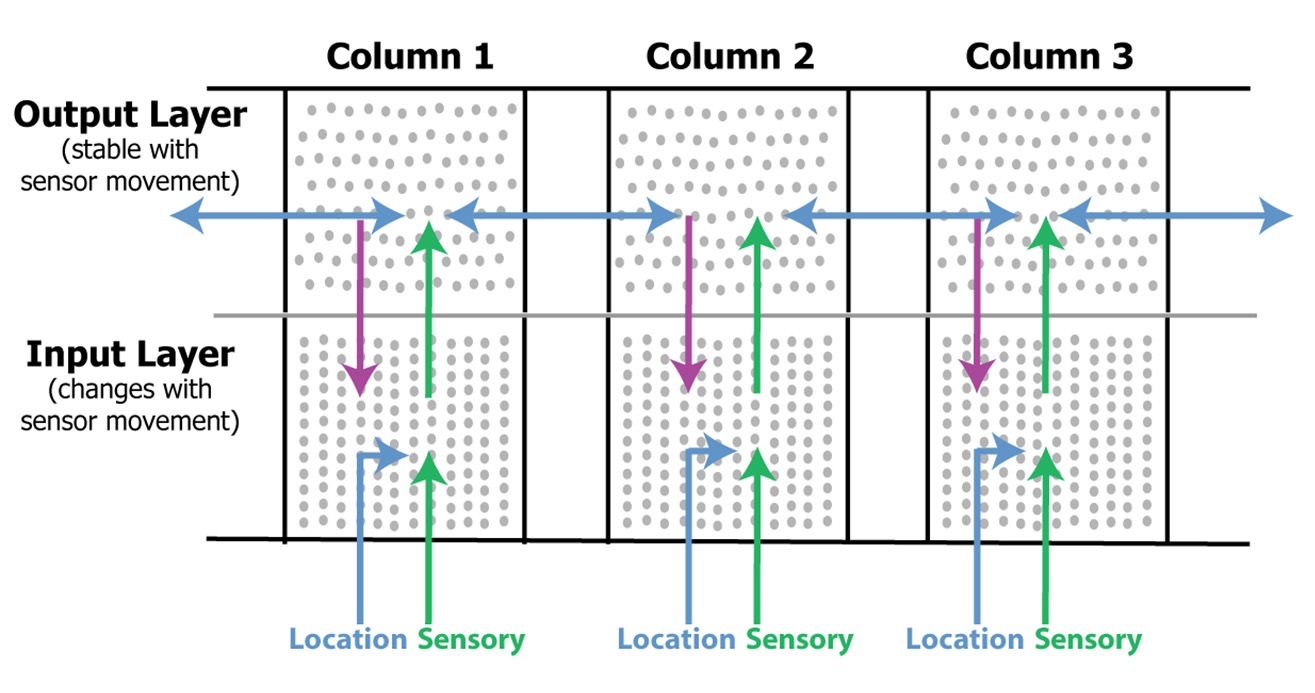 Column 1
Column 2
Column 3
Output Layer
(stable with
sensor movement)
Input Layer
(changes with
sensor movement)
Location Sensory
Location Sensory
Location Sensory